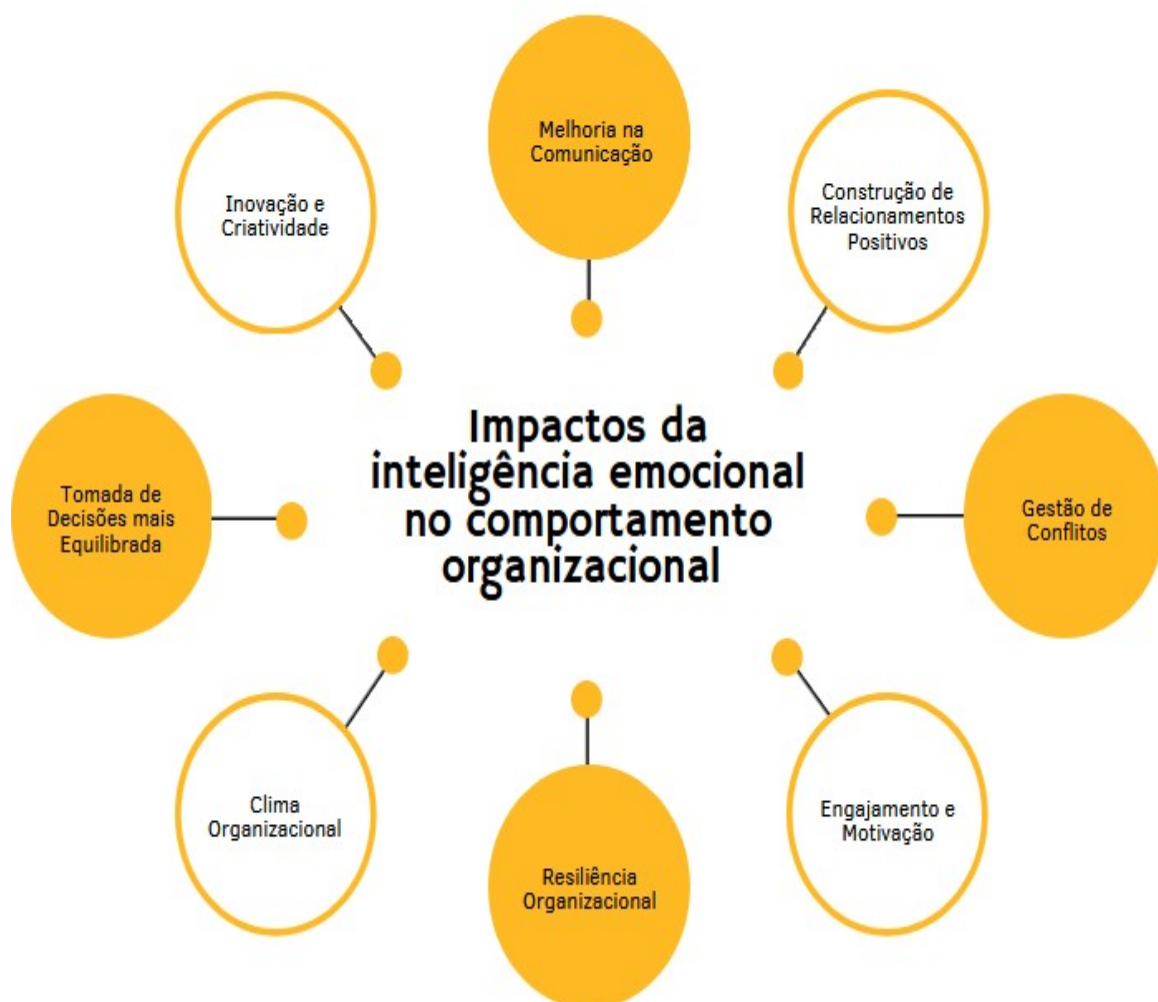 Melhoria na
Comunicação
Inovação e
Criatividade
Construção de
Relacionamentos
Positivos
Impactos da
inteligência emocional
no comportamento
organizacional
Tomada de
Decisões mais
Equilibrada
Gestão de
Conflitos
Clima
Organizacional
Engajamento e
Motivação
Resiliência
Organizacional